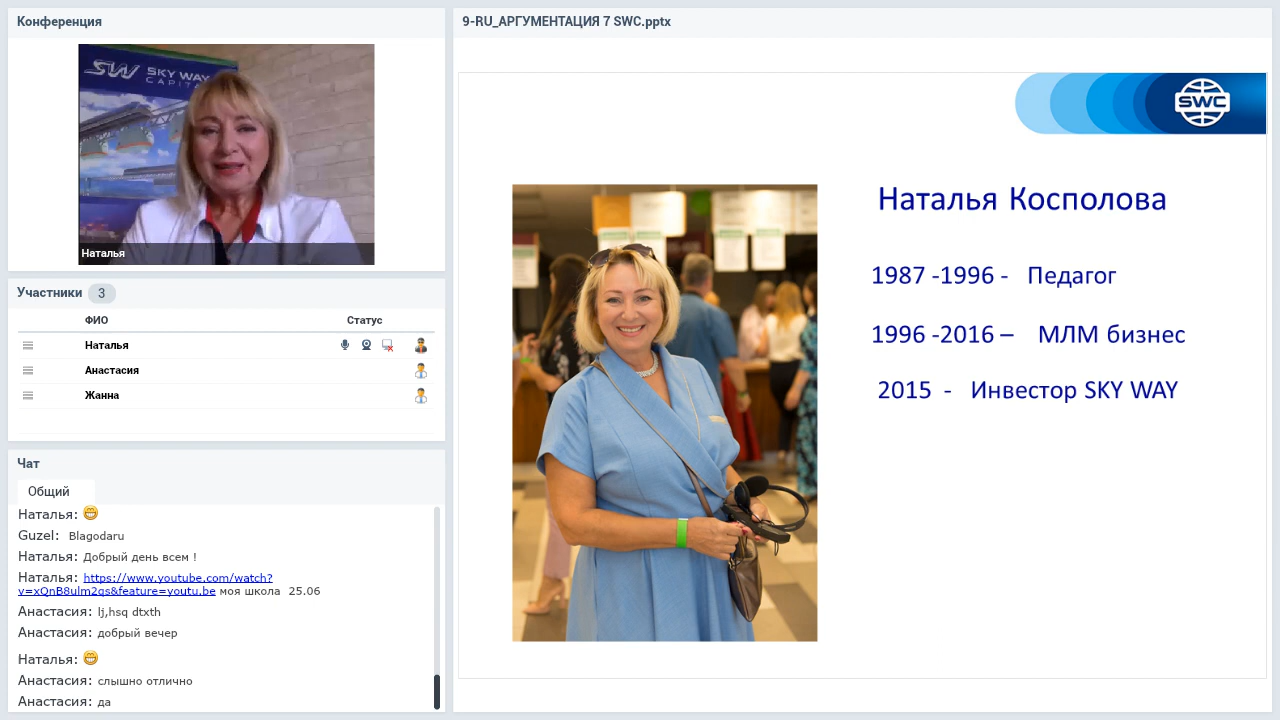 Конференция
SW SKY WAY
CAPITAL
Наталья
Участники 3
ФИО Статус
Наталья
Анастасия
Жанна
Чат
Общий
Наталья:
Guzel: Blagodaru
Наталья: Добрый день всем !
Наталья: https://www.youtube.com/watch?
v=xQnB8ulm2qs&feature=youtu.be моя школа 25.06
Анастасия: lj,hsq dtxth
Анастасия: добрый вечер
Наталья:
Анастасия: слышно отлично
Анастасия: да
9-RU_АРГУМЕНТАЦИЯ 7 SWC.pptx
SWC
Наталья Косполова
1987 -1996 - Педагог
1996 -2016 – МЛМ бизнес
2015 - Инвестор SKY WAY